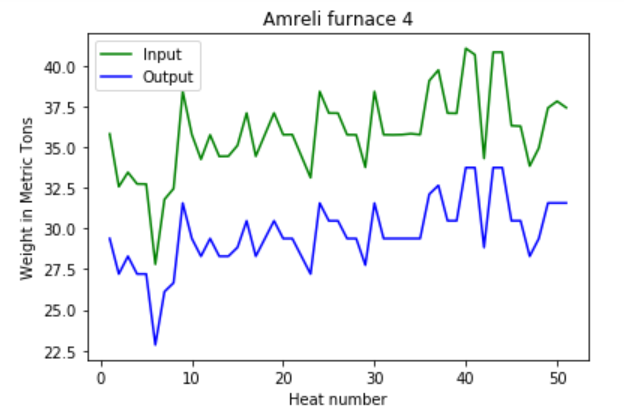 Amreli furnace 4
Input
Output
Weight in Metric Tons
40.0
37.5
35.0
32.5
30.0
27.5
25.0
22.5
0 10 20 30 40 50
Heat number